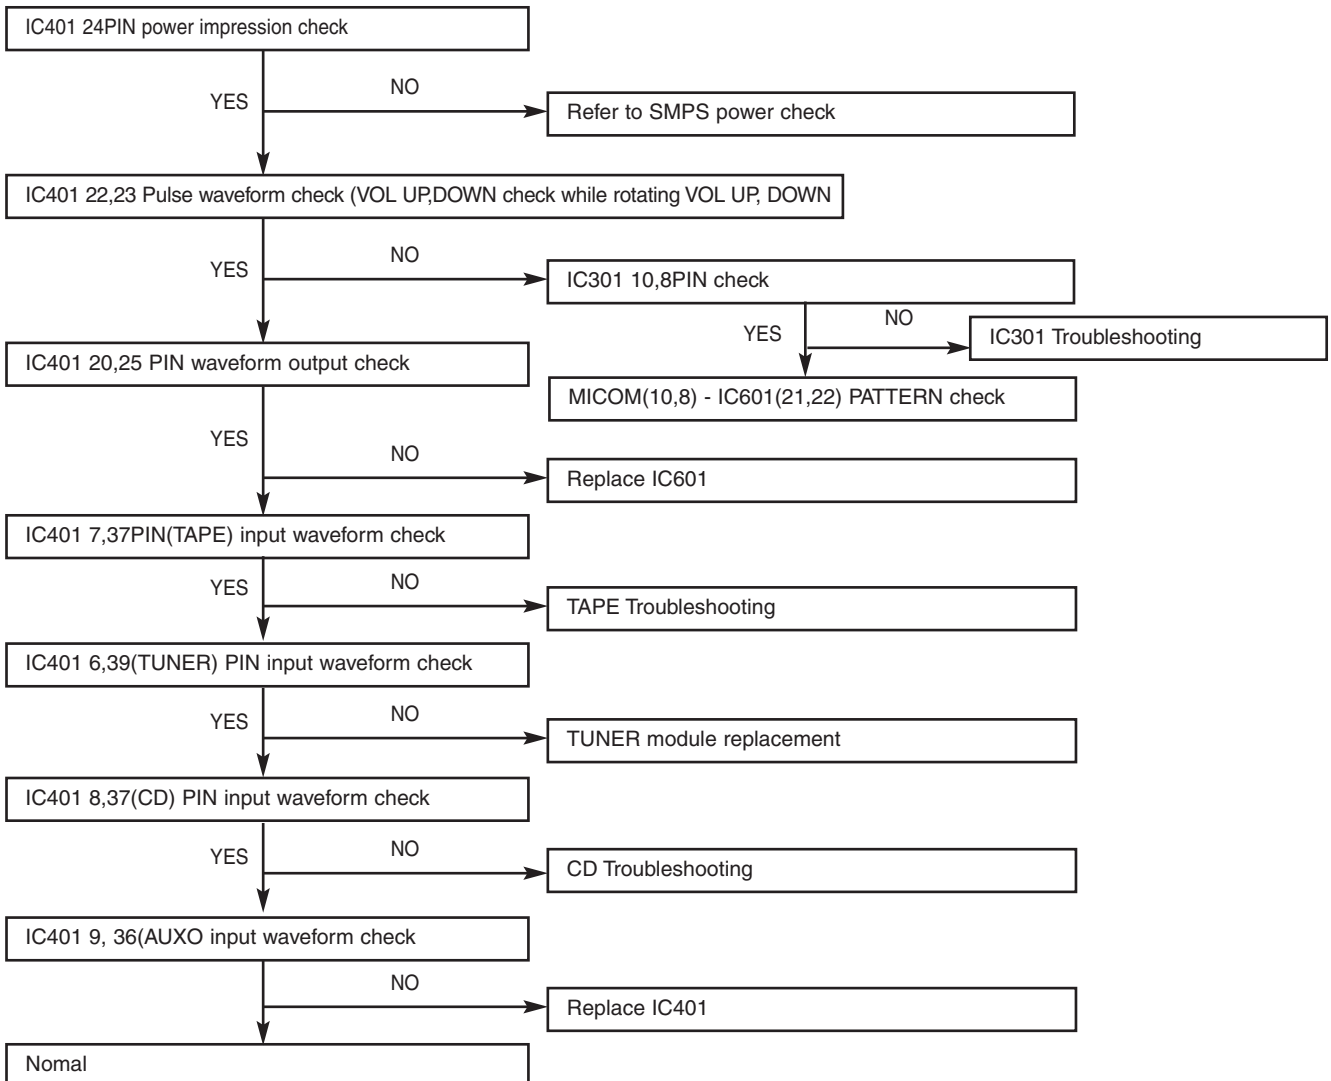 IC401 24PIN power impression check
YES
NO
Refer to SMPS power check
IC401 22,23 Pulse waveform check (VOL UP,DOWN check while rotating VOL UP, DOWN
YES
NO
IC301 10,8PIN check
YES
NO
IC301 Troubleshooting
MICOM(10,8) - IC601(21,22) PATTERN check
IC401 20,25 PIN waveform output check
YES
NO
Replace IC601
IC401 7,37PIN(TAPE) input waveform check
YES
NO
TAPE Troubleshooting
IC401 6,39(TUNER) PIN input waveform check
YES
NO
TUNER module replacement
IC401 8,37(CD) PIN input waveform check
YES
NO
CD Troubleshooting
IC401 9, 36(AUXO input waveform check
NO
Replace IC401
Nomal